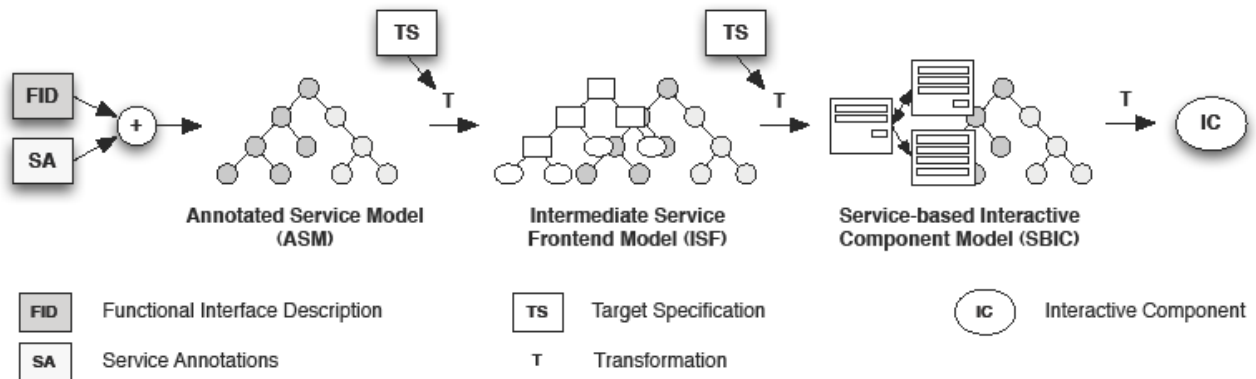 TS
TS
FID
T
T
T
+
IC
SA
Annotated Service Model
(ASM)
Intermediate Service
Frontend Model (ISF)
Service-based Interactive
Component Model (SBIC)
FID Functional Interface Description
TS Target Specification
IC Interactive Component
SA Service Annotations
T Transformation